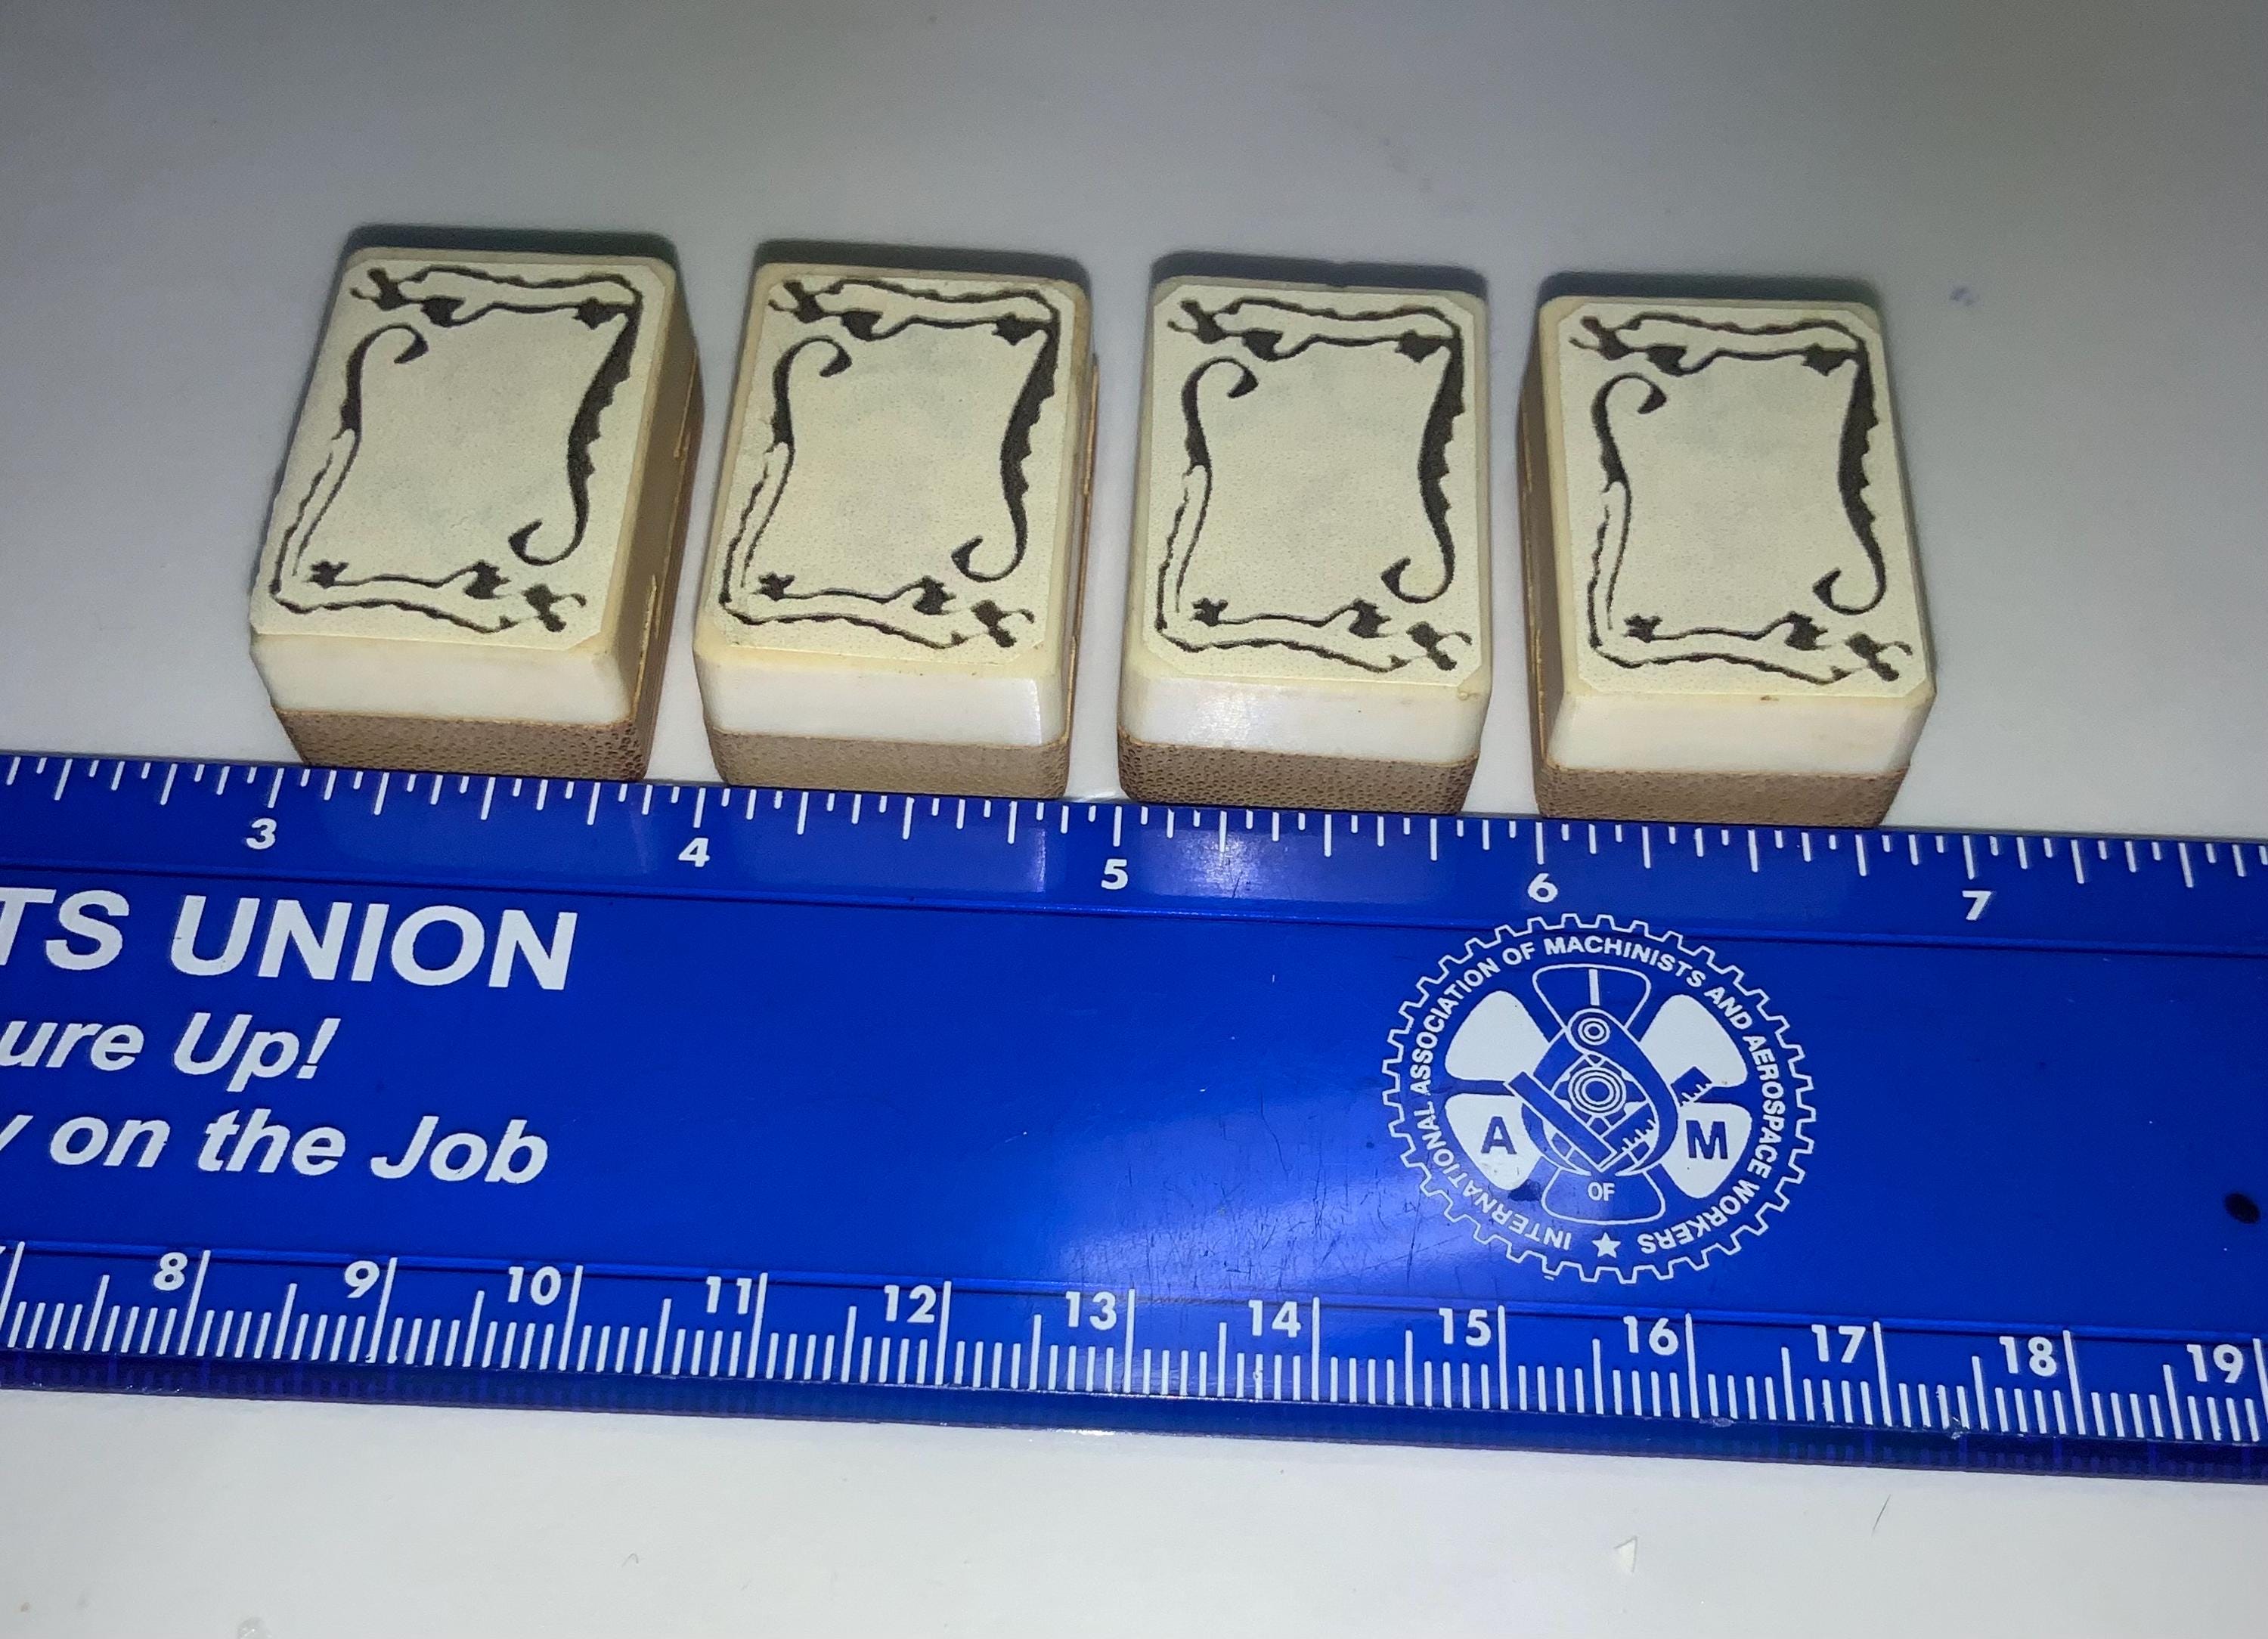 3 4 5 6 7
TS UNION
ure Up!
y on the Job
INTERNATIONAL ASSOCIATION OF MACHINISTS AND AEROSPACE WORKERS
I
A M
OF
8 9 10 11 12 13 14 15 16 17 18 19